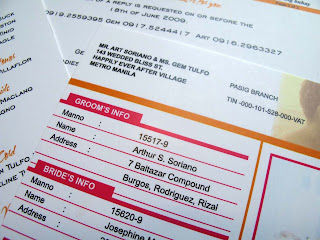 OF A REPLY IS REQUESTED ON OR BEFORE THE
15TH OF JUNE 2009
0919.2559395 GEM 0917.5244417 ART 0916.2963327
MR. ART SORIANO & MS. GEM TULFO
143 WEDDED BLISS ST.
HAPPILY EVER AFTER VILLAGE
METRO MANILA
PASIG BRANCH
TIN -000-101-528-000-VAT
GROOM'S INFO
Manno : 15517-9
Name : Arthur S. Soriano
Address : 7 Baltazar Compound
Burgos, Rodriguez, Rizal
BRIDE'S INFO
Manno : 15620-9
Name : Josephine
Address :